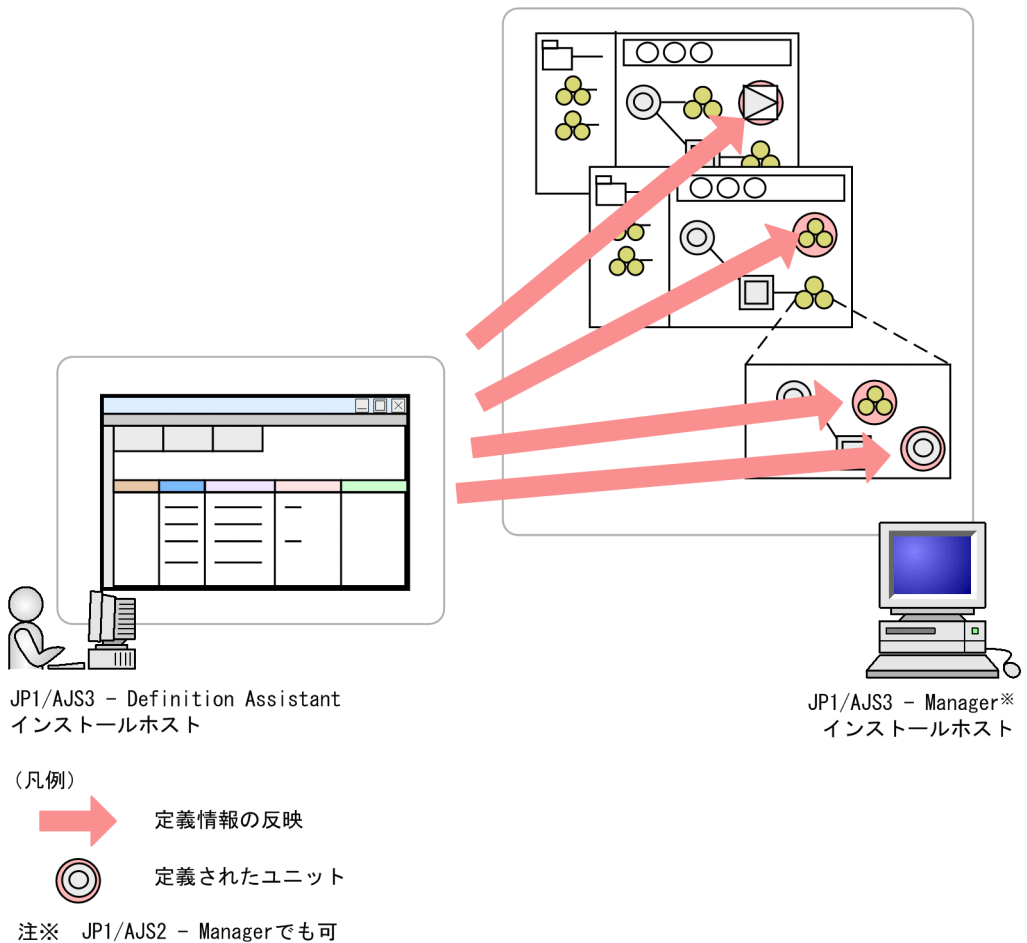 JP1/AJS3 - Definition Assistant
インストールホスト
JP1/AJS3 - Manager※
インストールホスト
（凡例）
定義情報の反映
定義されたユニット
注※　JP1/AJS2 - Managerでも可